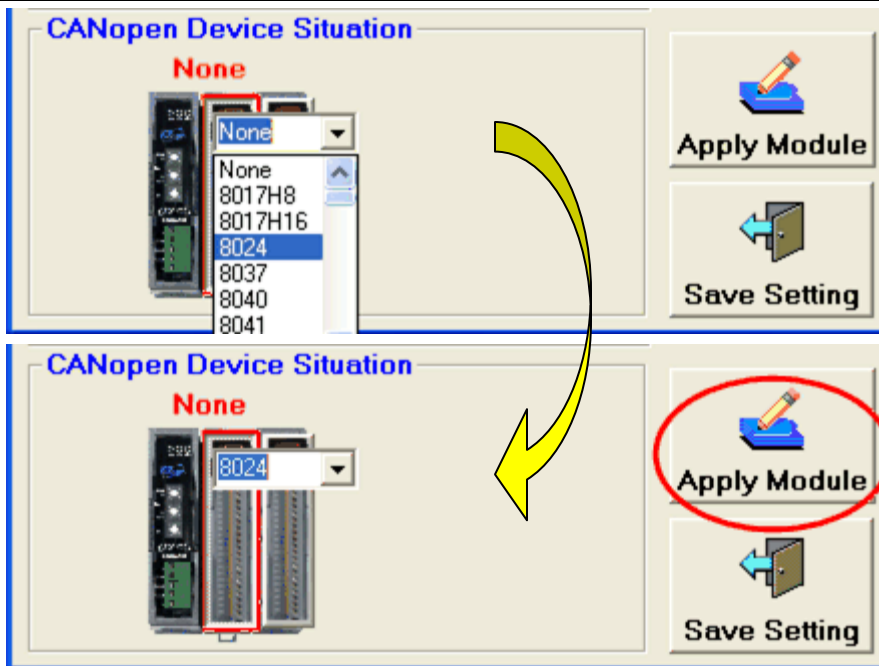 CANopen Device Situation
None
None
None
8017H8
8017H16
8024
8037
8040
8041
Apply Module
Save Setting
CANopen Device Situation
None
8024
Apply Module
Save Setting